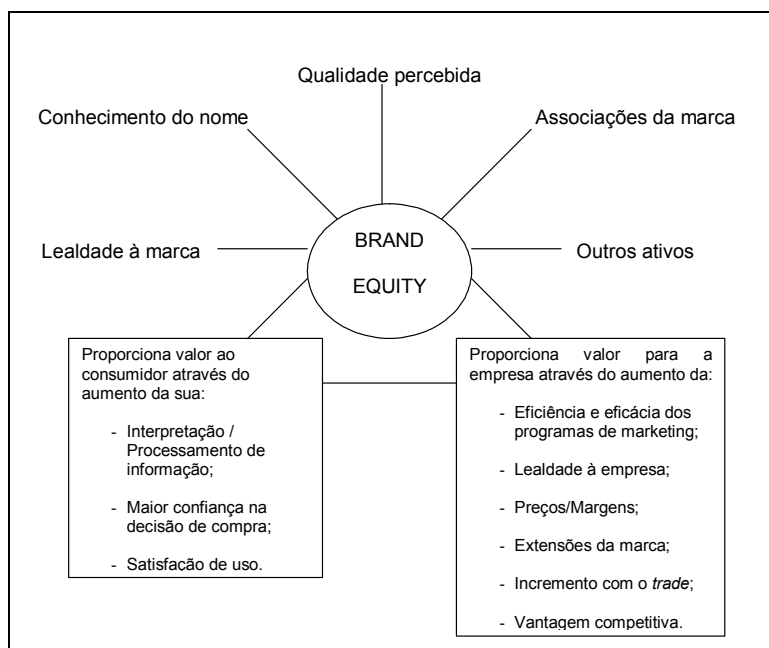 Qualidade percebida
Conhecimento do nome
Associações da marca
Lealdade à marca
BRAND
EQUITY
Outros ativos
Proporciona valor ao
consumidor através do
aumento da sua:
- Interpretação /
Processamento de
informação;
- Maior confiança na
decisão de compra;
- Satisfacão de uso.
Proporciona valor para a
empresa através do aumento da:
- Eficiência e eficácia dos
programas de marketing;
- Lealdade à empresa;
- Preços/Margens;
- Extensões da marca;
- Incremento com o trade;
- Vantagem competitiva.